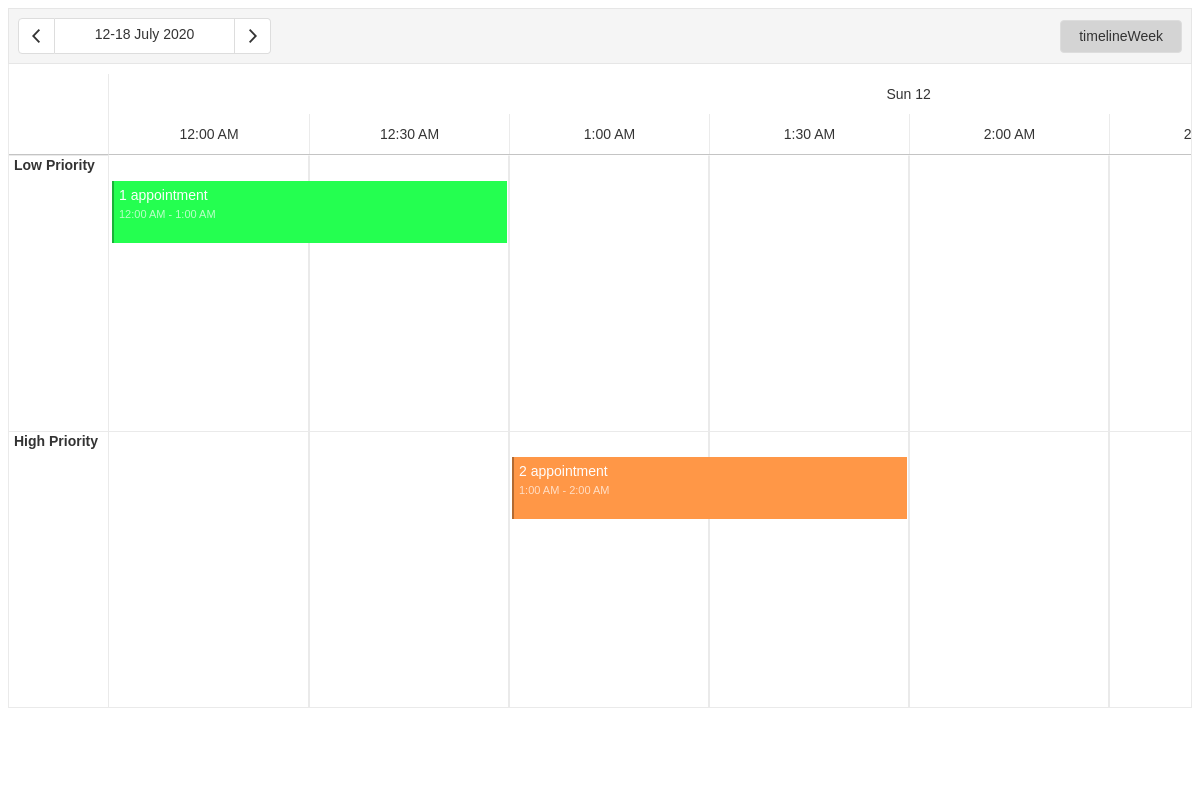 12-18 July 2020
timelineWeek
Sun 12
12:00 AM
12:30 AM
1:00 AM
1:30 AM
2:00 AM
2
Low Priority
1 appointment
12:00 AM - 1:00 AM
High Priority
2 appointment
1:00 AM - 2:00 AM